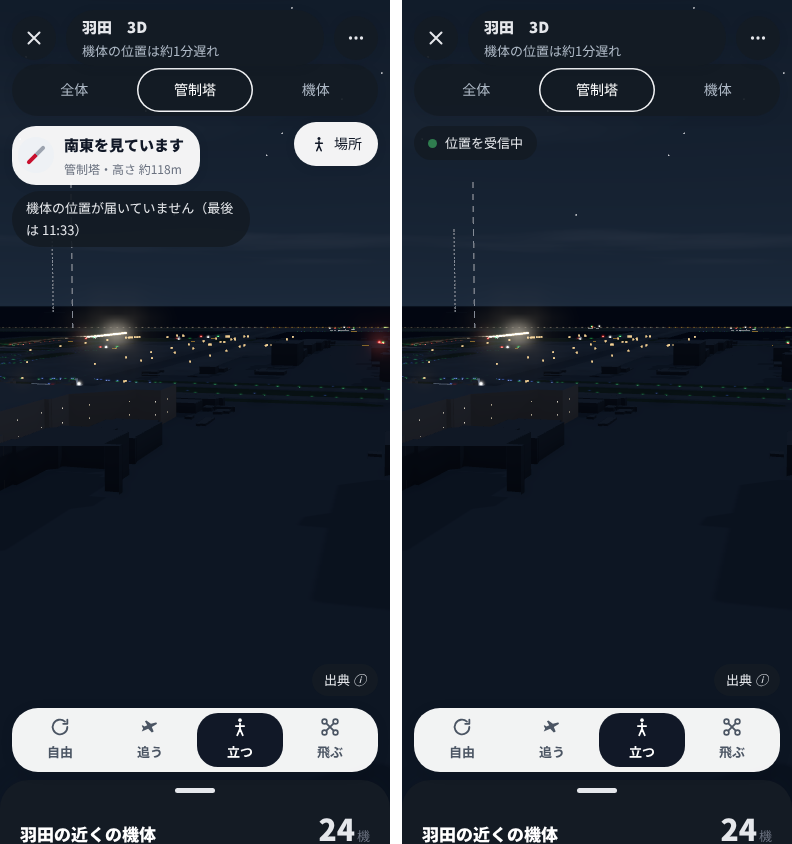 羽田 3D
機体の位置は約1分遅れ
全体 管制塔 機体
南東を見ています
管制塔・高さ 約118m
場所
機体の位置が届いていません（最後
は 11:33）
出典
自由 追う 立つ 飛ぶ
羽田の近くの機体
24機
羽田 3D
機体の位置は約1分遅れ
全体 管制塔 機体
位置を受信中
出典
自由 追う 立つ 飛ぶ
羽田の近くの機体
24機